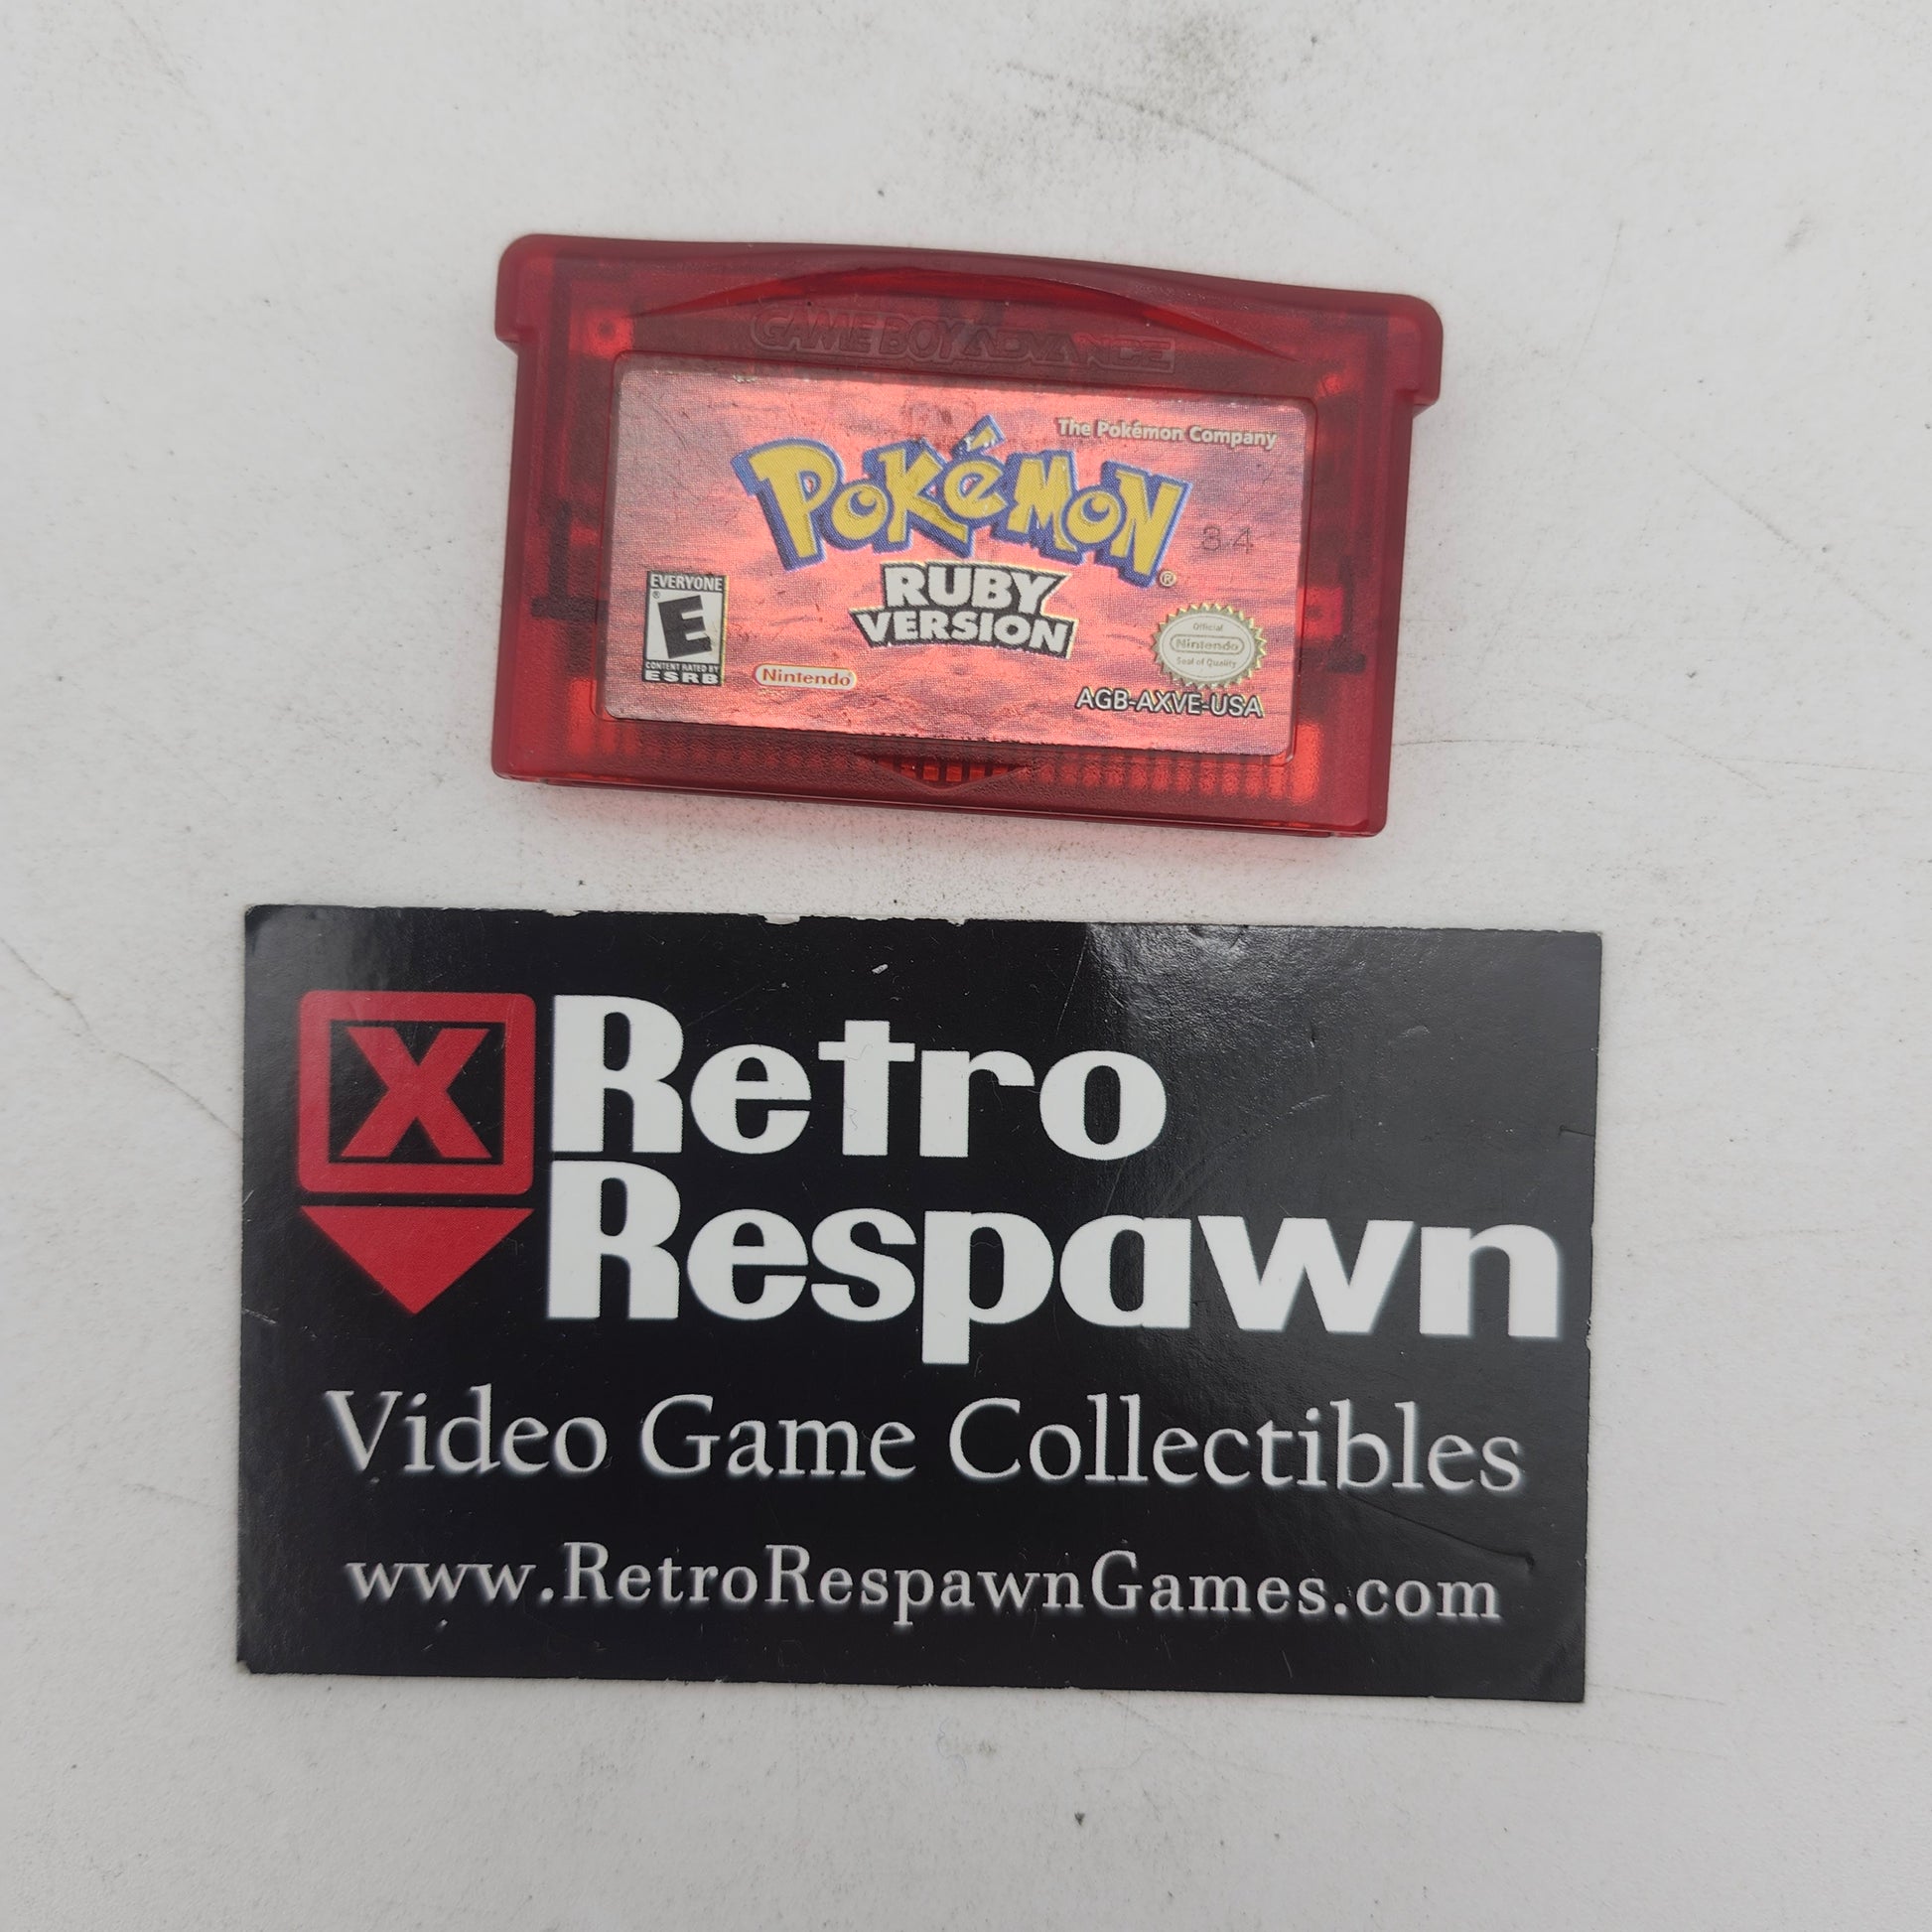 GAME BOY ADVANCE
The Pokémon Company
POKéMON®
34
RUBY
VERSION
EVERYONE
E®
CONTENT RATED BY
ESRB
Nintendo®
Official
Nintendo
Seal of Quality
AGB-AXVE-USA
X
Retro
Respawn
Video Game Collectibles
www.RetroRespawnGames.com